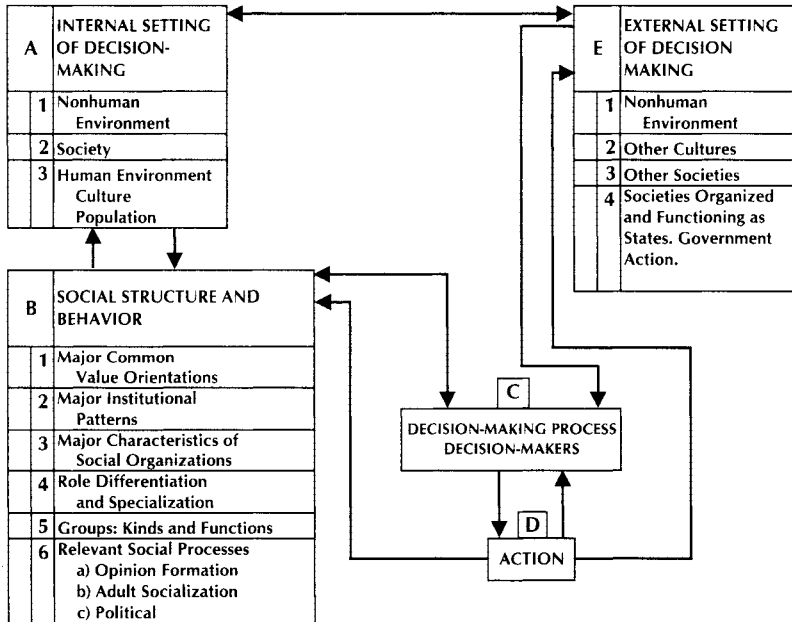 A
INTERNAL SETTING
OF DECISION-
MAKING
1 Nonhuman
Environment
2 Society
3 Human Environment
Culture
Population
B
SOCIAL STRUCTURE AND
BEHAVIOR
1 Major Common
Value Orientations
2 Major Institutional
Patterns
3 Major Characteristics of
Social Organizations
4 Role Differentiation
and Specialization
5 Groups: Kinds and Functions
6 Relevant Social Processes
a) Opinion Formation
b) Adult Socialization
c) Political
C
DECISION-MAKING PROCESS
DECISION-MAKERS
D
ACTION
E
EXTERNAL SETTING
OF DECISION
MAKING
1 Nonhuman
Environment
2 Other Cultures
3 Other Societies
4 Societies Organized
and Functioning as
States. Government
Action.